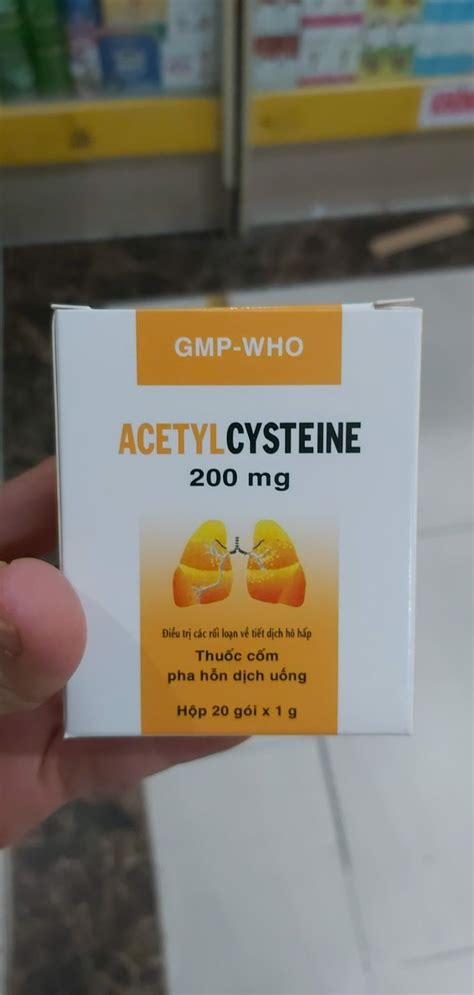 GMP-WHO
ACETYLCYSTEINE
200 mg
Điều trị các rối loạn về tiết dịch hô hấp
Thuốc cốm
pha hỗn dịch uống
Hộp 20 gói x 1 g